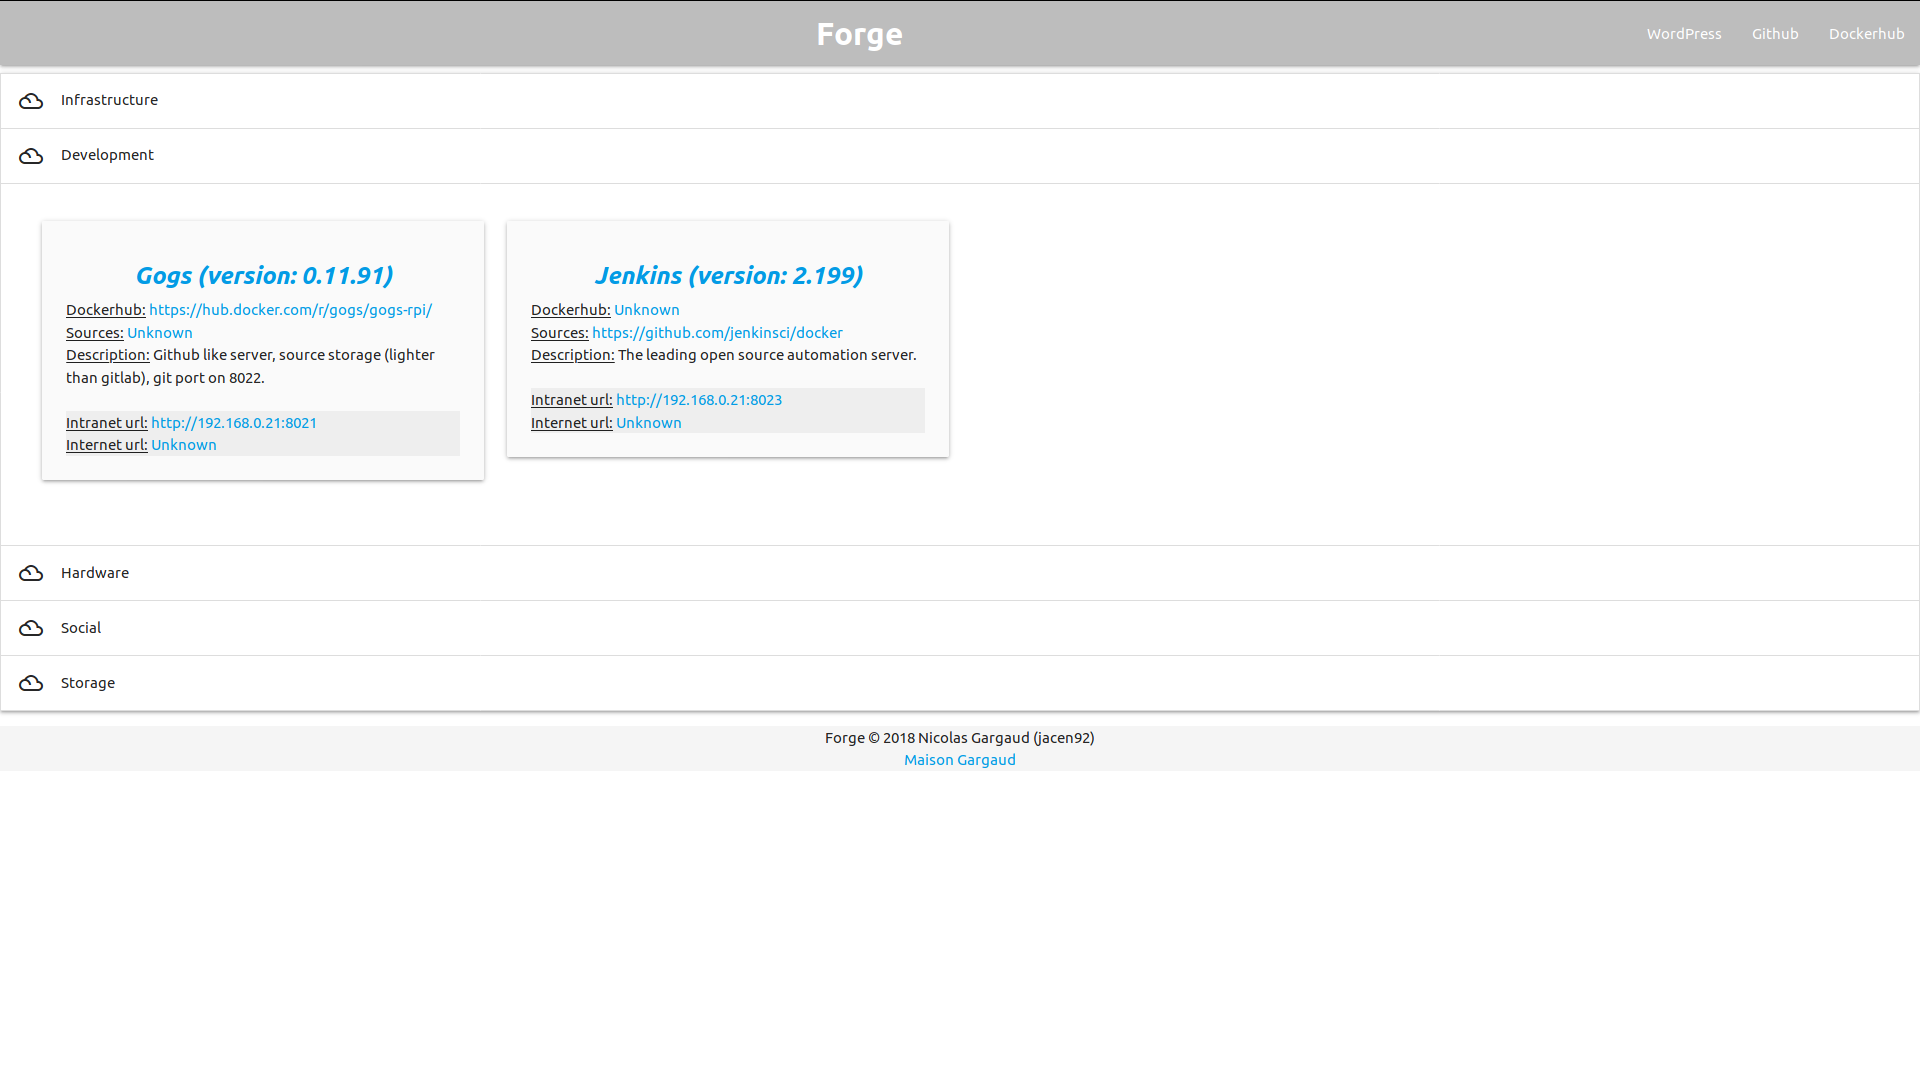 Forge
WordPress Github Dockerhub
Infrastructure
Development
Gogs (version: 0.11.91)
Dockerhub: https://hub.docker.com/r/gogs/gogs-rpi/
Sources: Unknown
Description: Github like server, source storage (lighter
than gitlab), git port on 8022.
Intranet url: http://192.168.0.21:8021
Internet url: Unknown
Jenkins (version: 2.199)
Dockerhub: Unknown
Sources: https://github.com/jenkinsci/docker
Description: The leading open source automation server.
Intranet url: http://192.168.0.21:8023
Internet url: Unknown
Hardware
Social
Storage
Forge © 2018 Nicolas Gargaud (jacen92)
Maison Gargaud